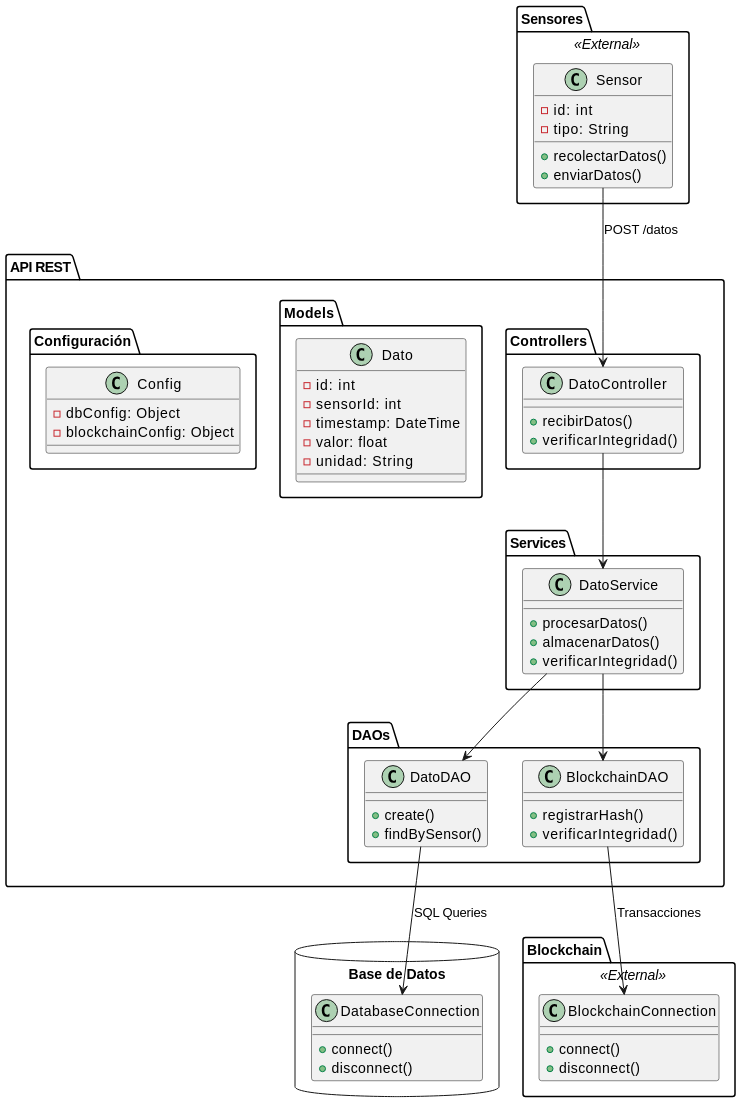 Sensores
«External»
C Sensor
id: int
tipo: String
recolectarDatos()
enviarDatos()
POST /datos
API REST
Configuración
C Config
dbConfig: Object
blockchainConfig: Object
Models
C Dato
id: int
sensorId: int
timestamp: DateTime
valor: float
unidad: String
Controllers
C DatoController
recibirDatos()
verificarIntegridad()
Services
C DatoService
procesarDatos()
almacenarDatos()
verificarIntegridad()
DAOs
C DatoDAO
create()
findBySensor()
C BlockchainDAO
registrarHash()
verificarIntegridad()
SQL Queries
Transacciones
Base de Datos
C DatabaseConnection
connect()
disconnect()
Blockchain
«External»
C BlockchainConnection
connect()
disconnect()